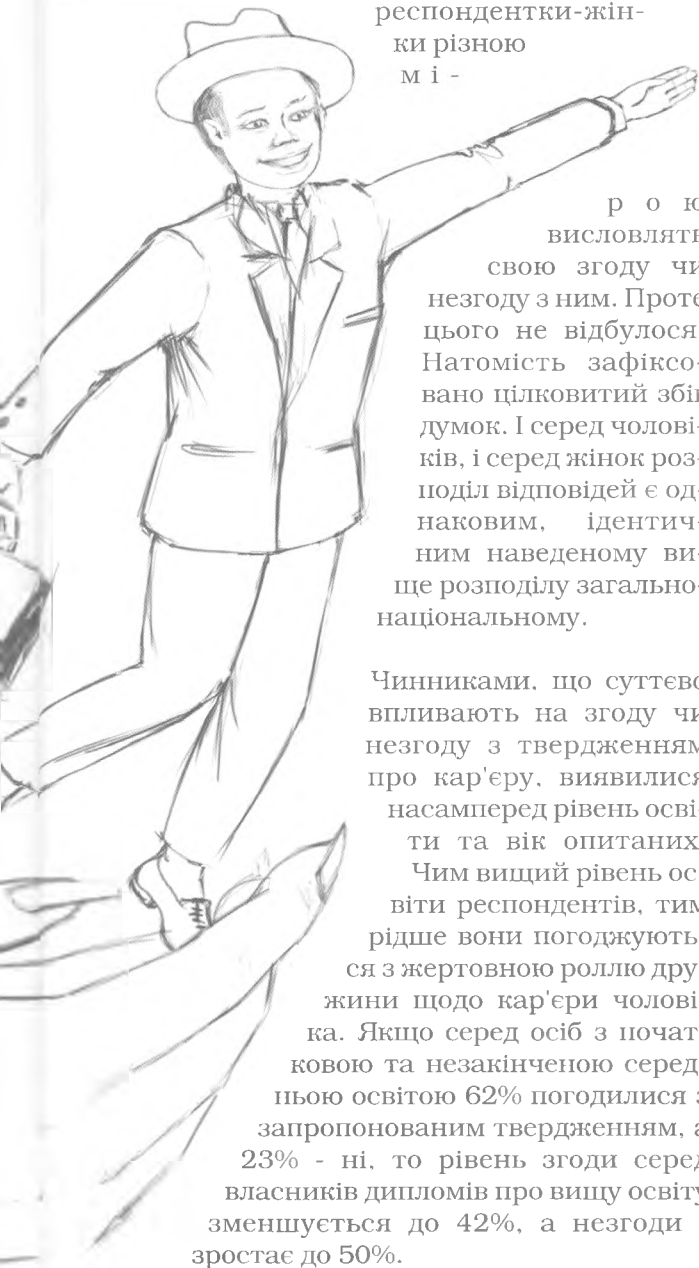 респондентки-жін-
ки різною
м і -
р о ю
висловлять
свою згоду чи
незгоду з ним. Проте
цього не відбулося.
Натомість зафіксо-
вано цілковитий збіг
думок. І серед чолові-
ків, і серед жінок роз-
поділ відповідей є од-
наковим, ідентич-
ним наведеному ви-
ще розподілу загально-
національному.
Чинниками, що суттєво
впливають на згоду чи
незгоду з твердженням
про кар'єру, виявилися
насамперед рівень осві-
ти та вік опитаних.
Чим вищий рівень ос-
віти респондентів, тим
рідше вони погоджують-
ся з жертовною роллю дру-
жини щодо кар'єри чолові-
ка. Якщо серед осіб з почат-
ковою та незакінченою серед-
ньою освітою 62% погодилися з
запропонованим твердженням, а
23% - ні, то рівень згоди серед
власників дипломів про вищу освіту
зменшується до 42%, а незгоди -
зростає до 50%.